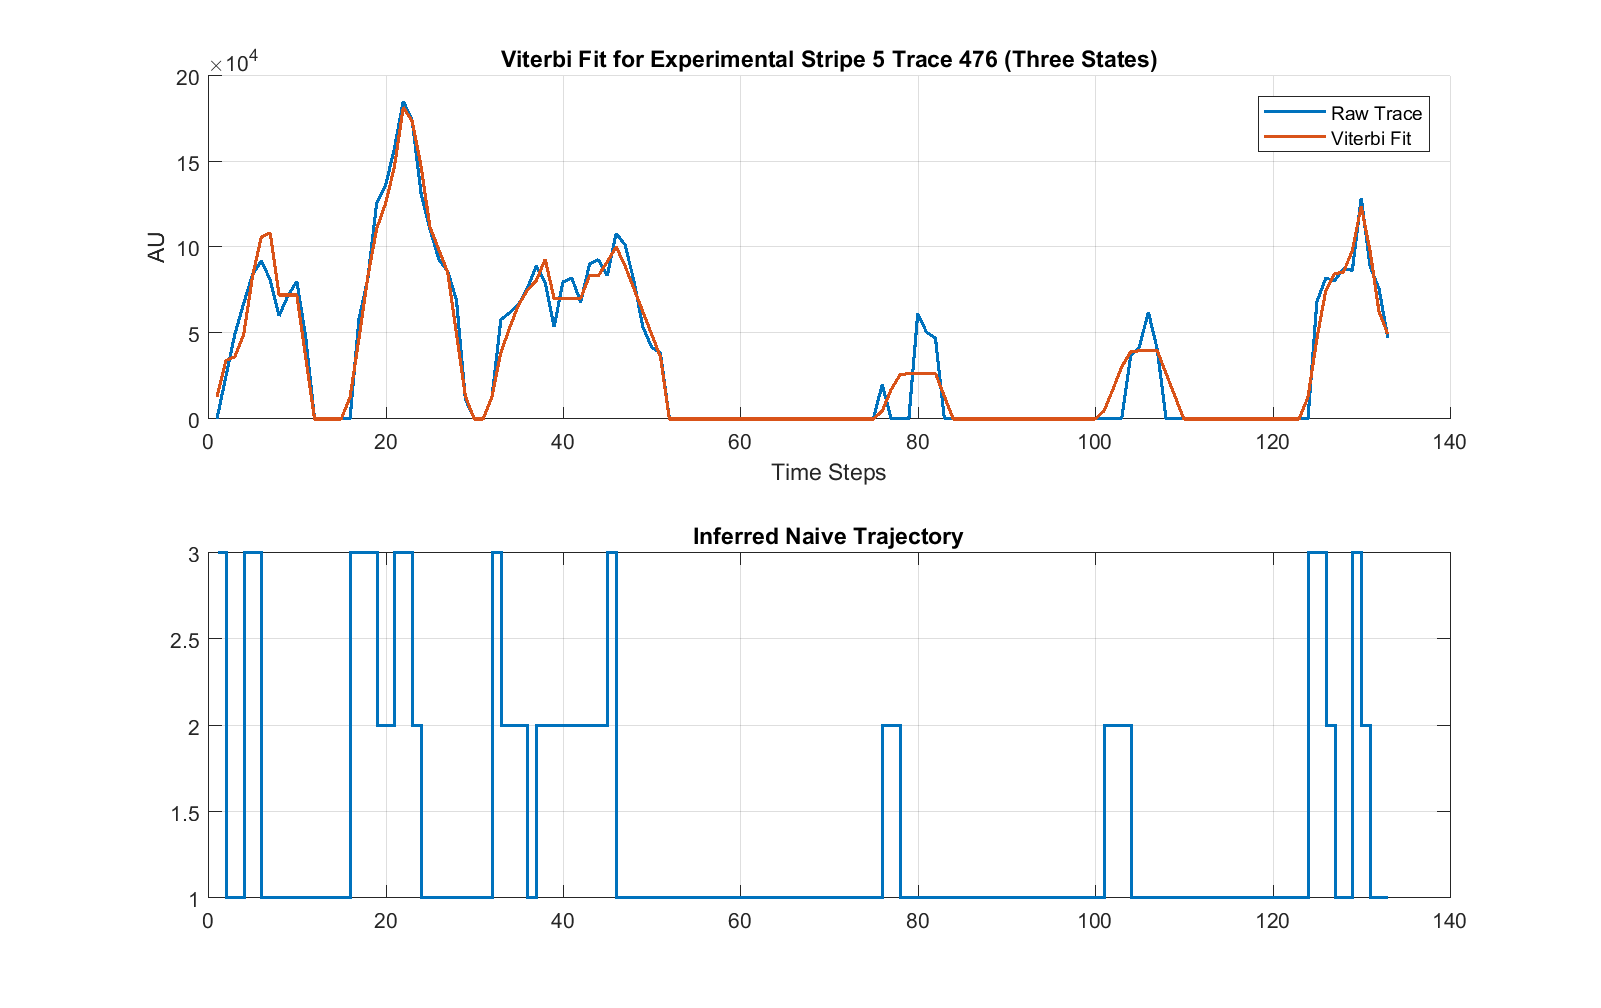 Viterbi Fit for Experimental Stripe 5 Trace 476 (Three States)
×10⁴
20
15
10
5
0
AU
Raw Trace
Viterbi Fit
0 20 40 60 80 100 120 140
Time Steps
Inferred Naive Trajectory
3
2.5
2
1.5
1
0 20 40 60 80 100 120 140